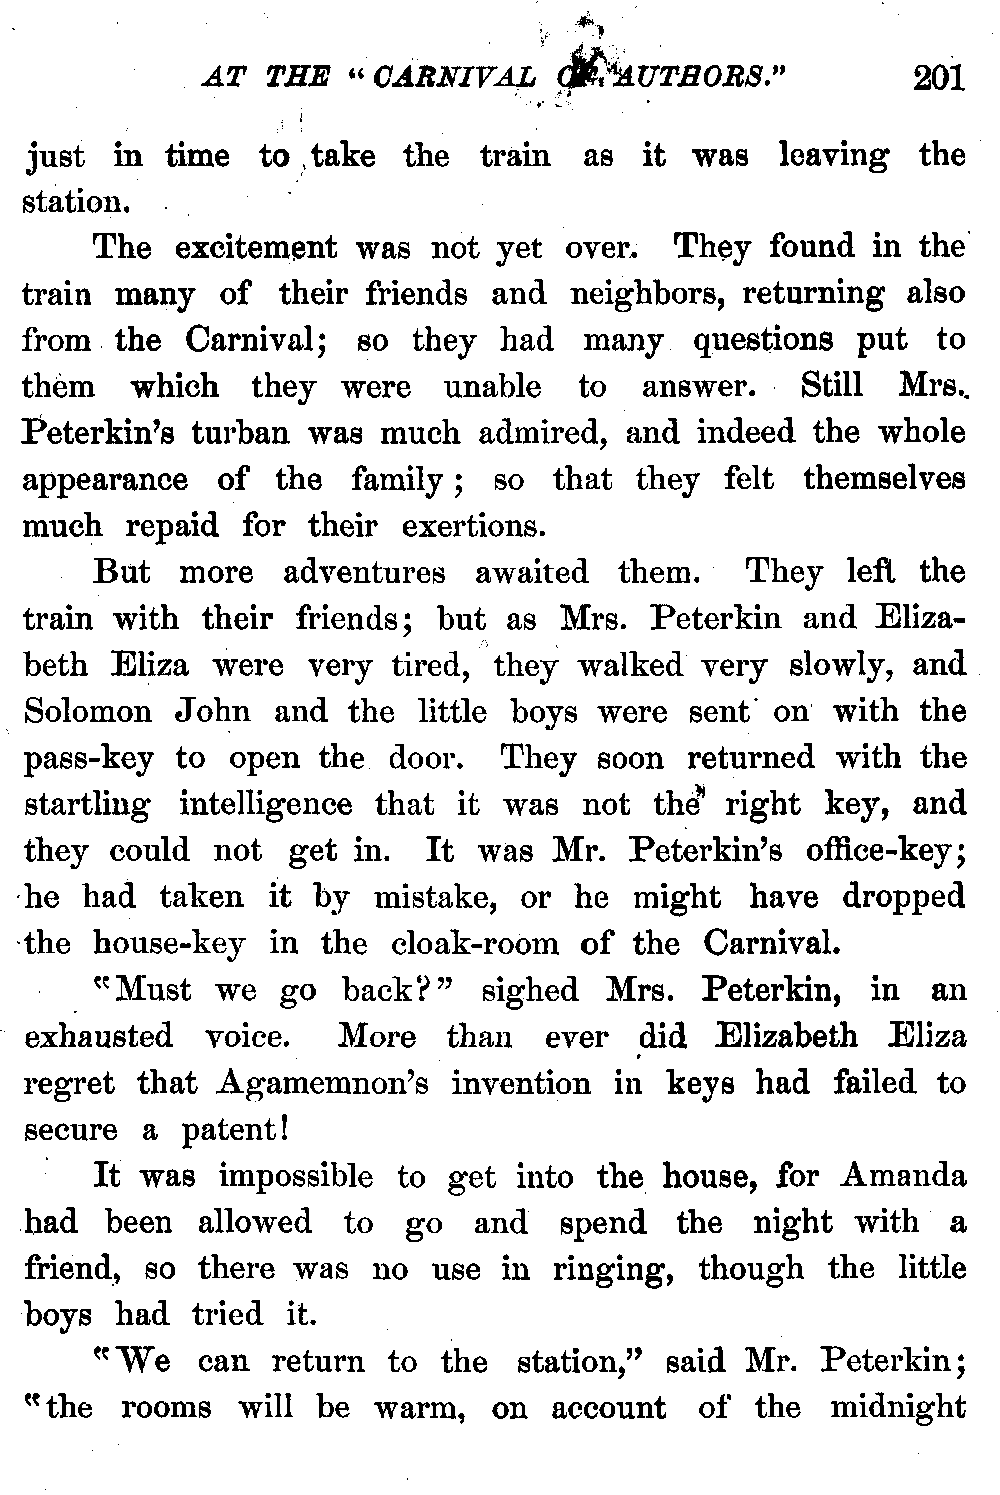 AT THE "CARNIVAL OF AUTHORS." 201
just in time to take the train as it was leaving the
station.
The excitement was not yet over. They found in the
train many of their friends and neighbors, returning also
from the Carnival; so they had many questions put to
them which they were unable to answer. Still Mrs.
Peterkin's turban was much admired, and indeed the whole
appearance of the family; so that they felt themselves
much repaid for their exertions.
But more adventures awaited them. They left the
train with their friends; but as Mrs. Peterkin and Eliza-
beth Eliza were very tired, they walked very slowly, and
Solomon John and the little boys were sent on with the
pass-key to open the door. They soon returned with the
startling intelligence that it was not the right key, and
they could not get in. It was Mr. Peterkin's office-key;
he had taken it by mistake, or he might have dropped
the house-key in the cloak-room of the Carnival.
"Must we go back?" sighed Mrs. Peterkin, in an
exhausted voice. More than ever did Elizabeth Eliza
regret that Agamemnon's invention in keys had failed to
secure a patent!
It was impossible to get into the house, for Amanda
had been allowed to go and spend the night with a
friend, so there was no use in ringing, though the little
boys had tried it.
"We can return to the station," said Mr. Peterkin;
"the rooms will be warm, on account of the midnight